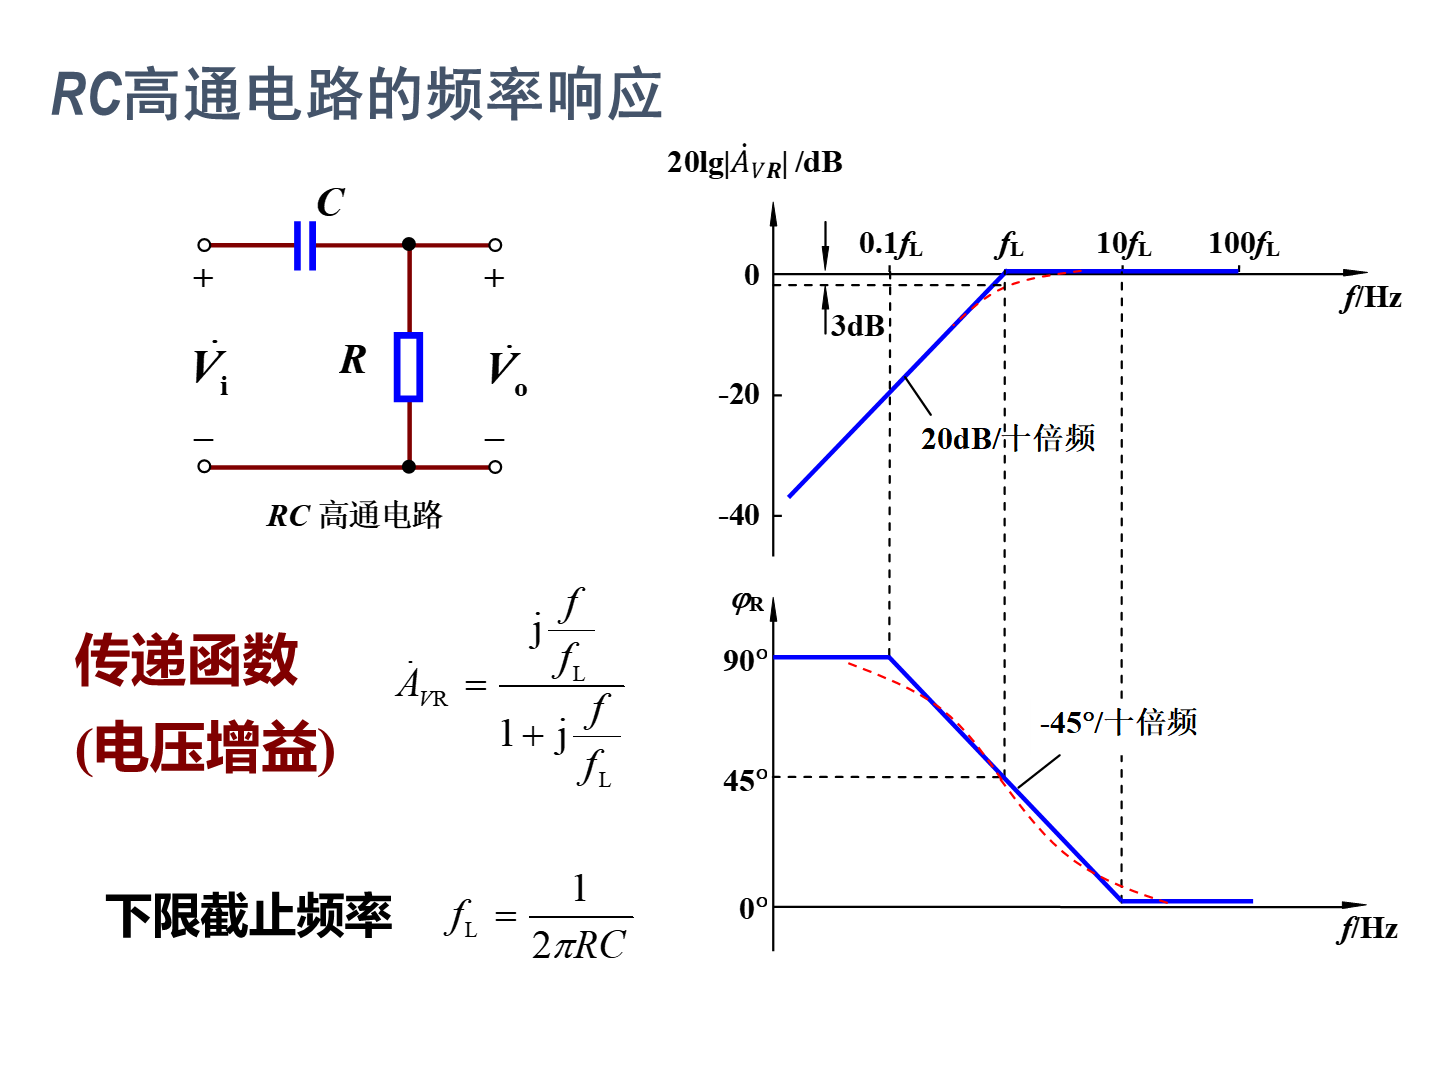 RC高通电路的频率响应
C
+ +
V̇i R V̇o
− −
RC 高通电路
20lg|ȦVR| /dB
0.1fL fL 10fL 100fL
0
f/Hz
3dB
-20
20dB/十倍频
-40
φR
90°
-45°/十倍频
45°
0°
f/Hz
传递函数
(电压增益)
ȦVR = (j f/fL) / (1 + j f/fL)
下限截止频率 fL = 1 / 2πRC